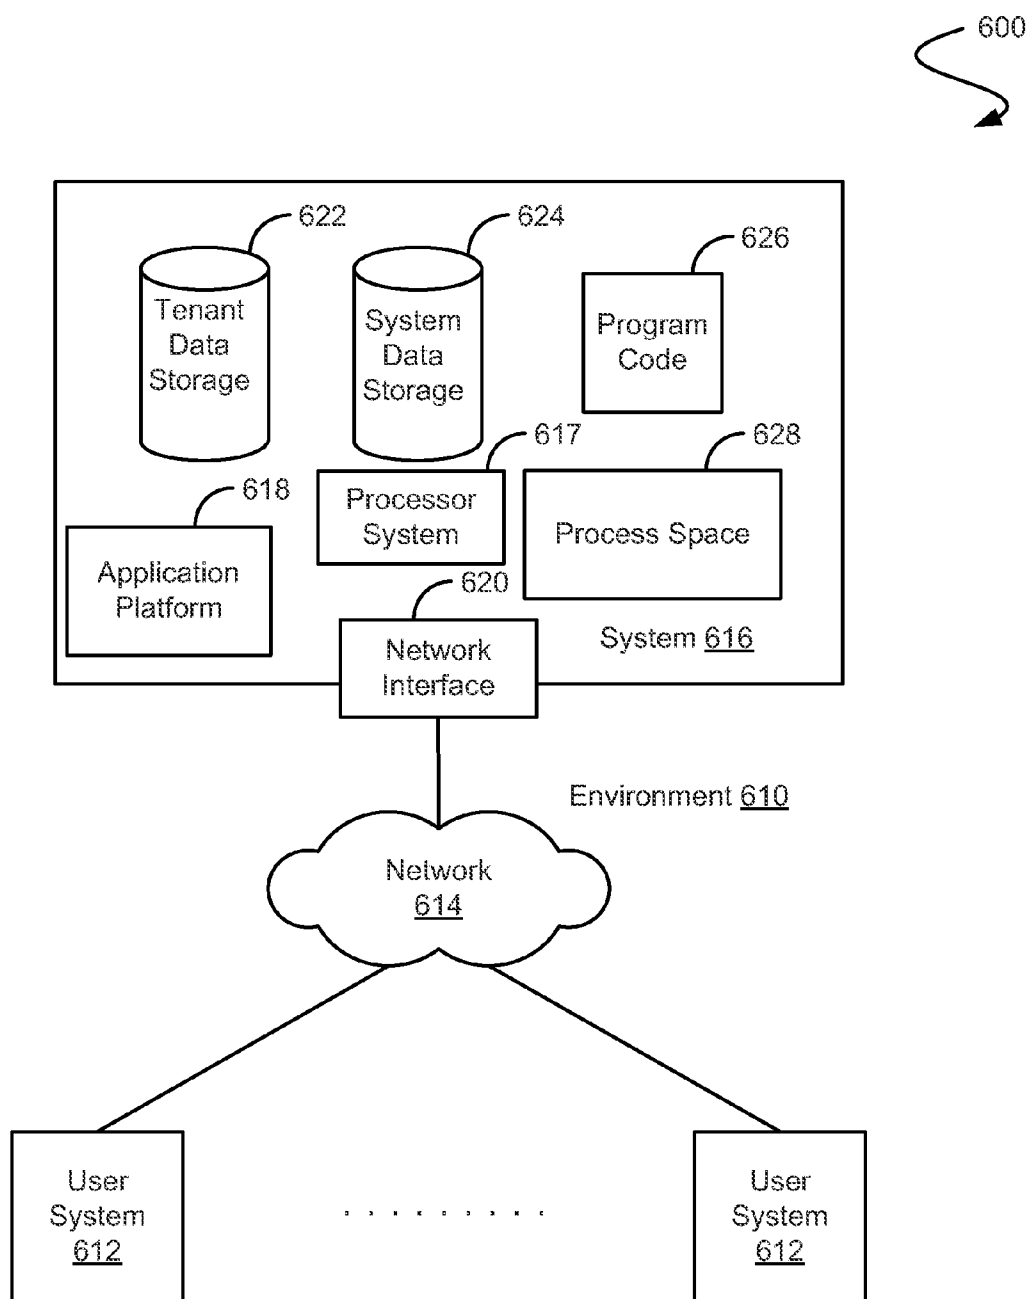 600
622
624
626
Tenant
Data
Storage
System
Data
Storage
Program
Code
617
628
618
Processor
System
Process Space
Application
Platform
620
System 616
Network
Interface
Environment 610
Network
614
User
System
612
User
System
612